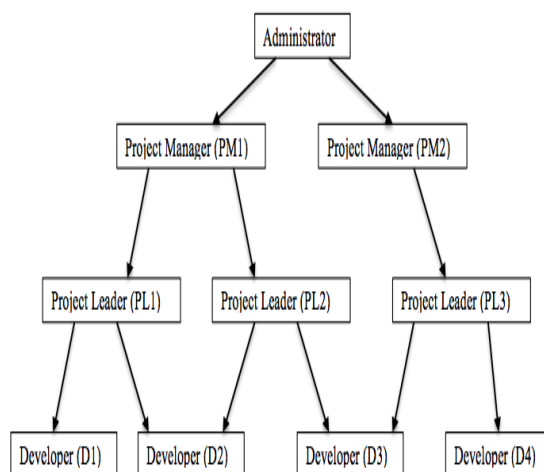 Administrator
Project Manager (PM1)
Project Manager (PM2)
Project Leader (PL1)
Project Leader (PL2)
Project Leader (PL3)
Developer (D1)
Developer (D2)
Developer (D3)
Developer (D4)